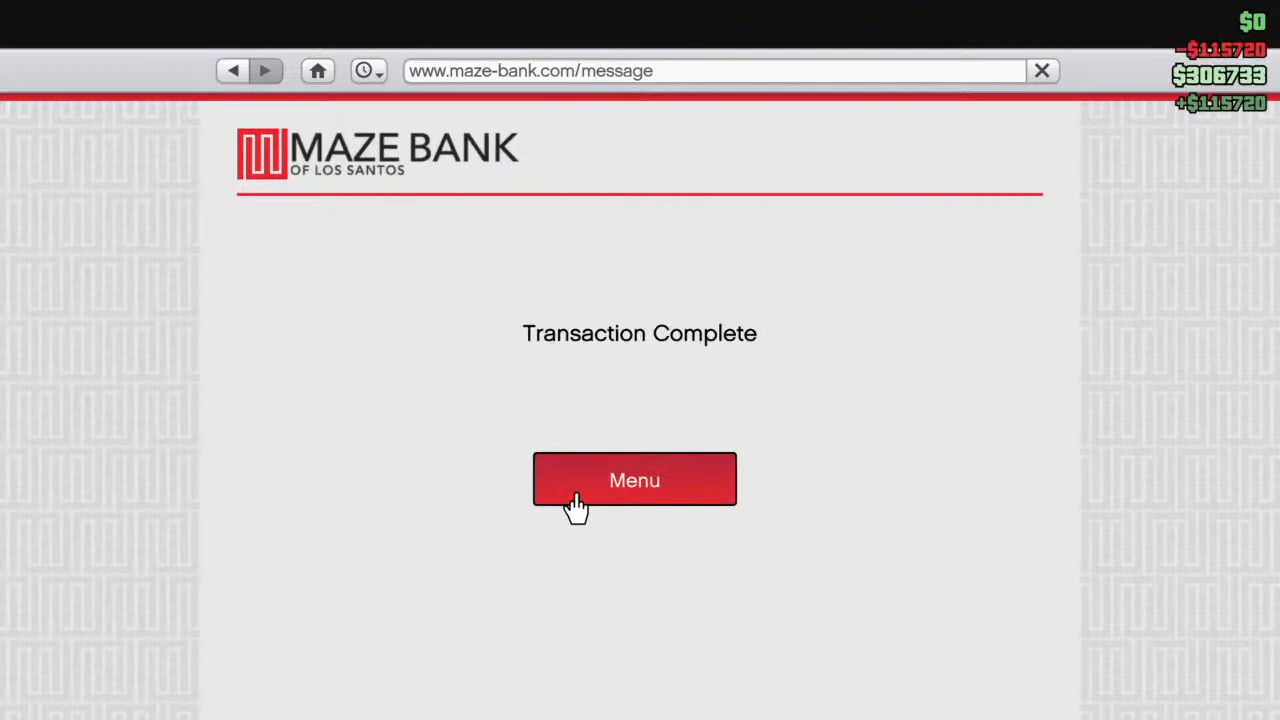 $0
-$115720
www.maze-bank.com/message
$306733
+$115720
MAZE BANK
OF LOS SANTOS
Transaction Complete
Menu